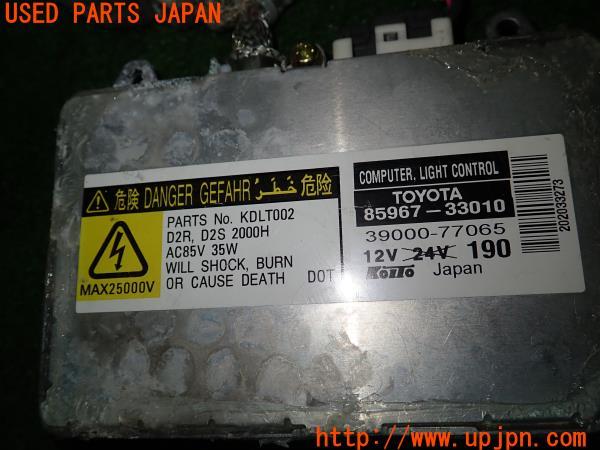 USED PARTS JAPAN
危険 DANGER GEFAHR خطر 危险
MAX25000V
PARTS No. KDLT002
D2R, D2S 2000H
AC85V 35W
WILL SHOCK, BURN
OR CAUSE DEATH DOT
COMPUTER, LIGHT CONTROL
TOYOTA
85967-33010
39000-77065
12V 24V 190
Koito Japan
202033273
http://www.upjpn.com